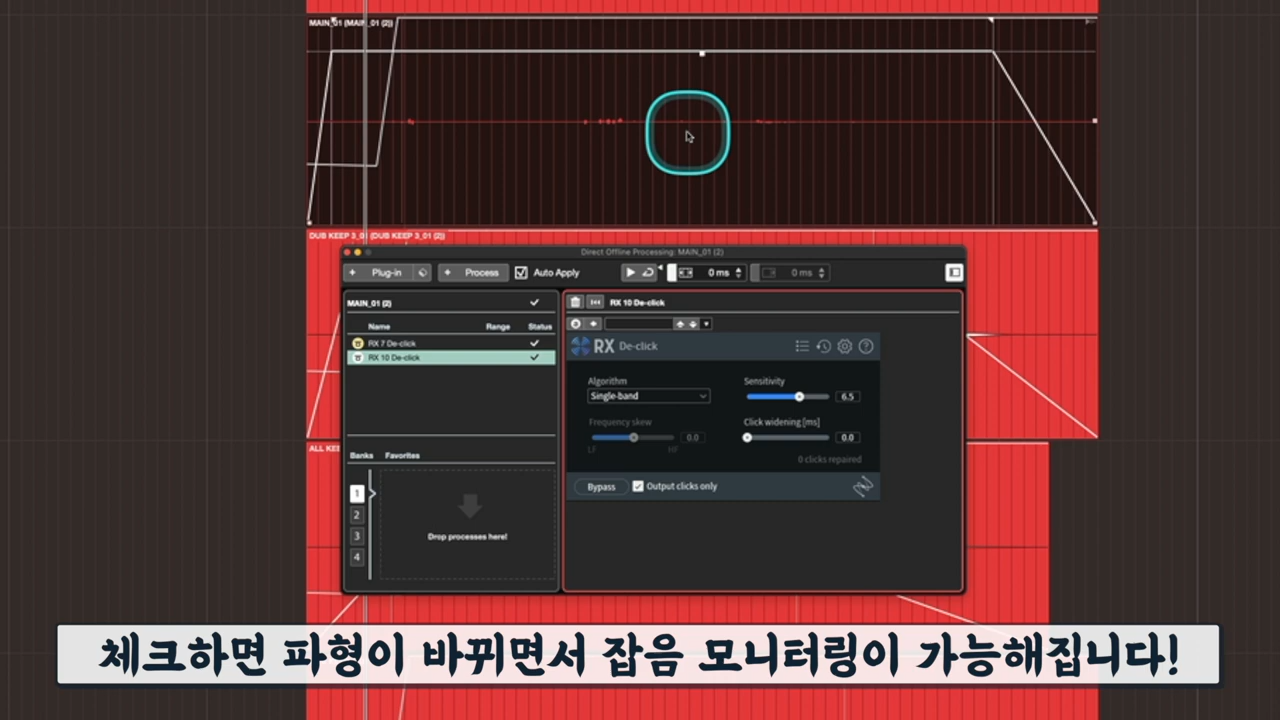 MAIN_01 (MAIN_01 (2))
DUB KEEP 3_01 (DUB KEEP 3_01 (2))
Direct Offline Processing: MAIN_01 (2)
+ Plug-in
+ Process
Auto Apply
0 ms
0 ms
MAIN_01 (2)
Name Range Status
RX 7 De-click
RX 10 De-click
RX 10 De-click
RX De-click
Algorithm
Single-band
Sensitivity
6.5
Frequency skew
0.0
LF HF
Click widening [ms]
0.0
0 clicks repaired
Bypass
Output clicks only
ALL KEE
Banks Favorites
1
2
3
4
Drop processes here!
체크하면 파형이 바뀌면서 잡음 모니터링이 가능해집니다!